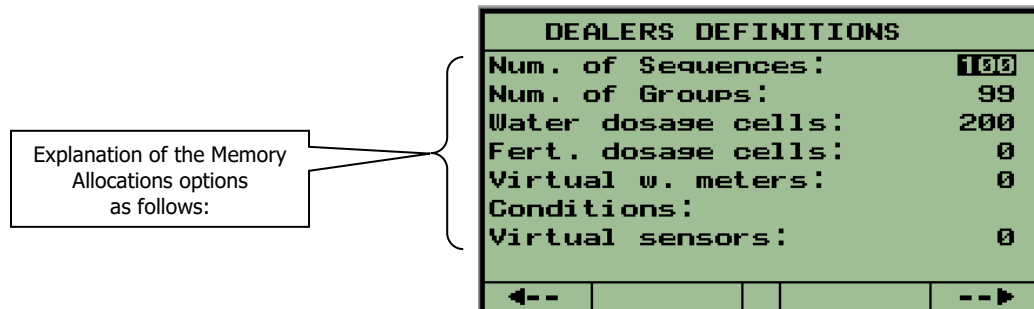 Explanation of the Memory
Allocations options
as follows:
DEALERS DEFINITIONS
Num. of Sequences: 100
Num. of Groups: 99
Water dosage cells: 200
Fert. dosage cells: 0
Virtual w. meters: 0
Conditions:
Virtual sensors: 0
◄-- --►